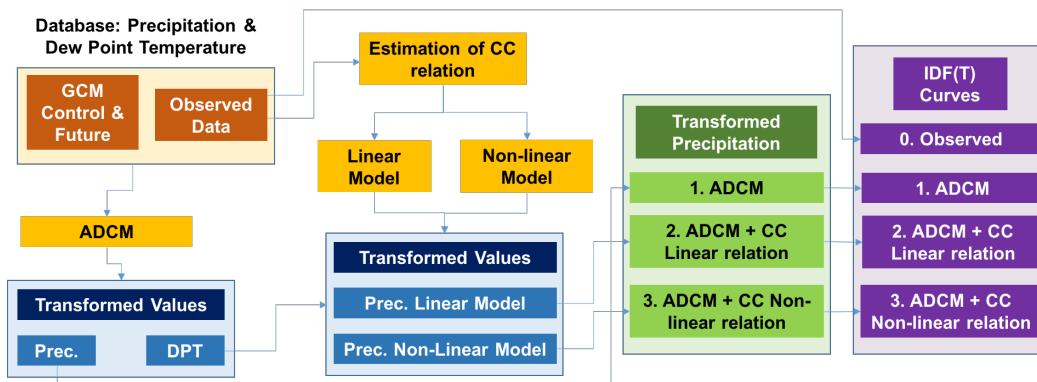 Database: Precipitation &
Dew Point Temperature
GCM
Control &
Future
Observed
Data
ADCM
Transformed Values
Prec.
DPT
Estimation of CC
relation
Linear
Model
Non-linear
Model
Transformed Values
Prec. Linear Model
Prec. Non-Linear Model
Transformed
Precipitation
1. ADCM
2. ADCM + CC
Linear relation
3. ADCM + CC Non-
linear relation
IDF(T)
Curves
0. Observed
1. ADCM
2. ADCM + CC
Linear relation
3. ADCM + CC
Non-linear relation